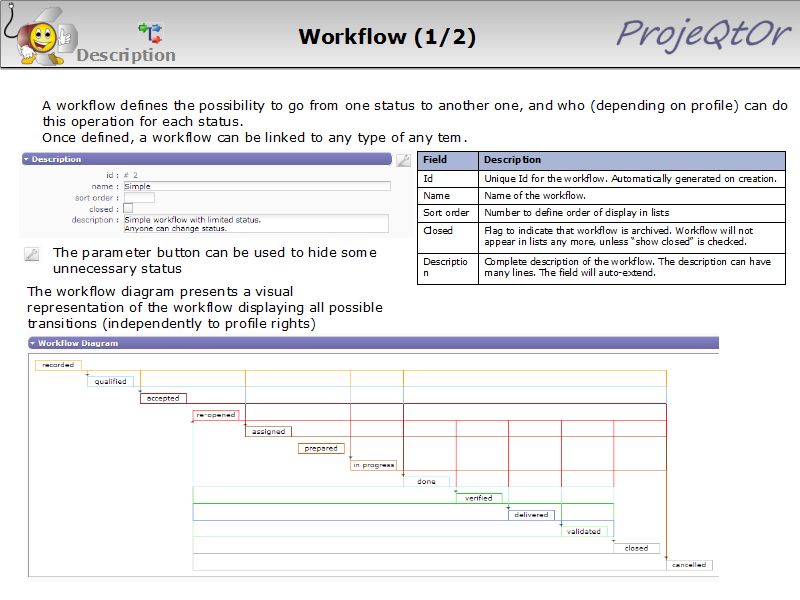 Description
Workflow (1/2)
ProjeQtOr
A workflow defines the possibility to go from one status to another one, and who (depending on profile) can do
this operation for each status.
Once defined, a workflow can be linked to any type of any tem.
Description
id : # 2
name : Simple
sort order :
closed :
description : Simple workflow with limited status.
Anyone can change status.
The parameter button can be used to hide some
unnecessary status
The workflow diagram presents a visual
representation of the workflow displaying all possible
transitions (independently to profile rights)
Field Description
Id Unique Id for the workflow. Automatically generated on creation.
Name Name of the workflow.
Sort order Number to define order of display in lists
Closed Flag to indicate that workflow is archived. Workflow will not
appear in lists any more, unless “show closed” is checked.
Descriptio Complete description of the workflow. The description can have
n many lines. The field will auto-extend.
Workflow Diagram
recorded
qualified
accepted
re-opened
assigned
prepared
in progress
done
verified
delivered
validated
closed
cancelled